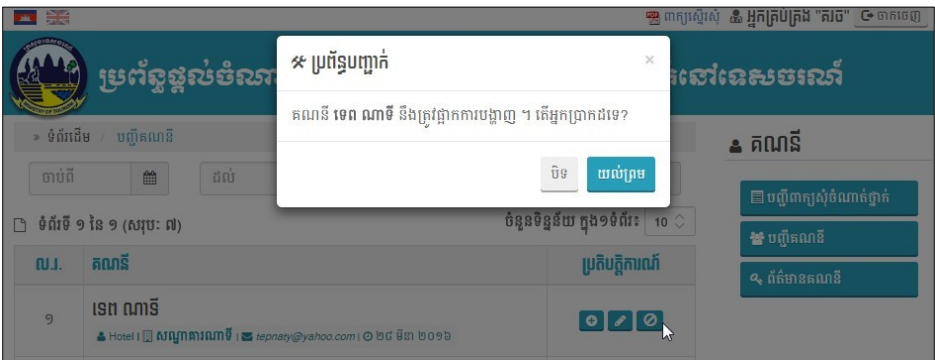 ពាក្យស្នើរសុំ អ្នកគ្រប់គ្រង "គាវច" ចាកចេញ
ប្រព័ន្ធផ្តល់ចំណា
នៅទេសចរណ៍
ប្រព័ន្ធបញ្ជាក់ ×
គណនី ទេព ណាទី នឹងត្រូវផ្អាកការបង្ហាញ ។ តើអ្នកប្រាកដទេ?
បិទ យល់ព្រម
» ទំព័រដើម / បញ្ជីគណនី
គណនី
ចាប់ពី ដល់
បញ្ជីពាក្យសុំចំណាត់ថ្នាក់
ទំព័រទី ១ នៃ ១ (សរុប: ៧) ចំនួនទិន្នន័យ ក្នុង១ទំព័រ៖ 10
បញ្ជីគណនី
ល.រ. គណនី ប្រតិបត្តិការណ៍
ព័ត៌មានគណនី
១ ទេព ណាទី
Hotel | សណ្ឋាគារណាទី | tepnaty@yahoo.com | ២៨ មីនា ២០១៦